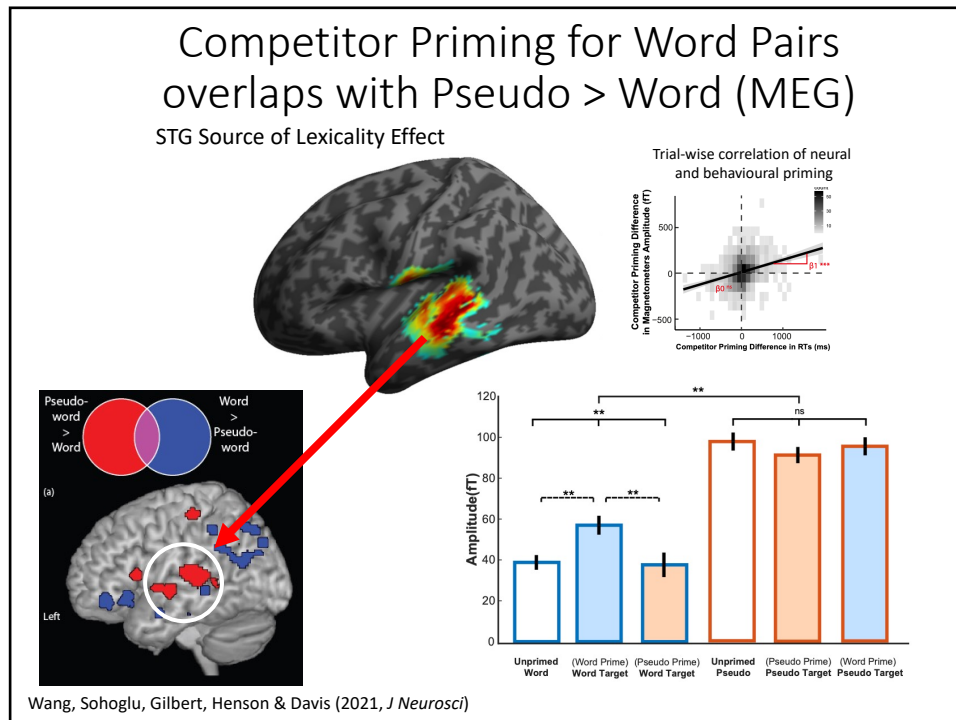 Competitor Priming for Word Pairs
overlaps with Pseudo > Word (MEG)
STG Source of Lexicality Effect
Trial-wise correlation of neural
and behavioural priming
Competitor Priming Difference
in Magnetometers Amplitude (fT)
500
0
−500
50
30
10
β0 ns
β1 ***
−1000
0
1000
Competitor Priming Difference in RTs (ms)
Pseudo-
word
>
Word
Word
>
Pseudo-
word
(a)
Left
Amplitude(fT)
120
100
80
60
40
20
0
**
**
ns
**
**
Unprimed
Word
(Word Prime)
Word Target
(Pseudo Prime)
Word Target
Unprimed
Pseudo
(Pseudo Prime)
Pseudo Target
(Word Prime)
Pseudo Target
Wang, Sohoglu, Gilbert, Henson & Davis (2021, J Neurosci)